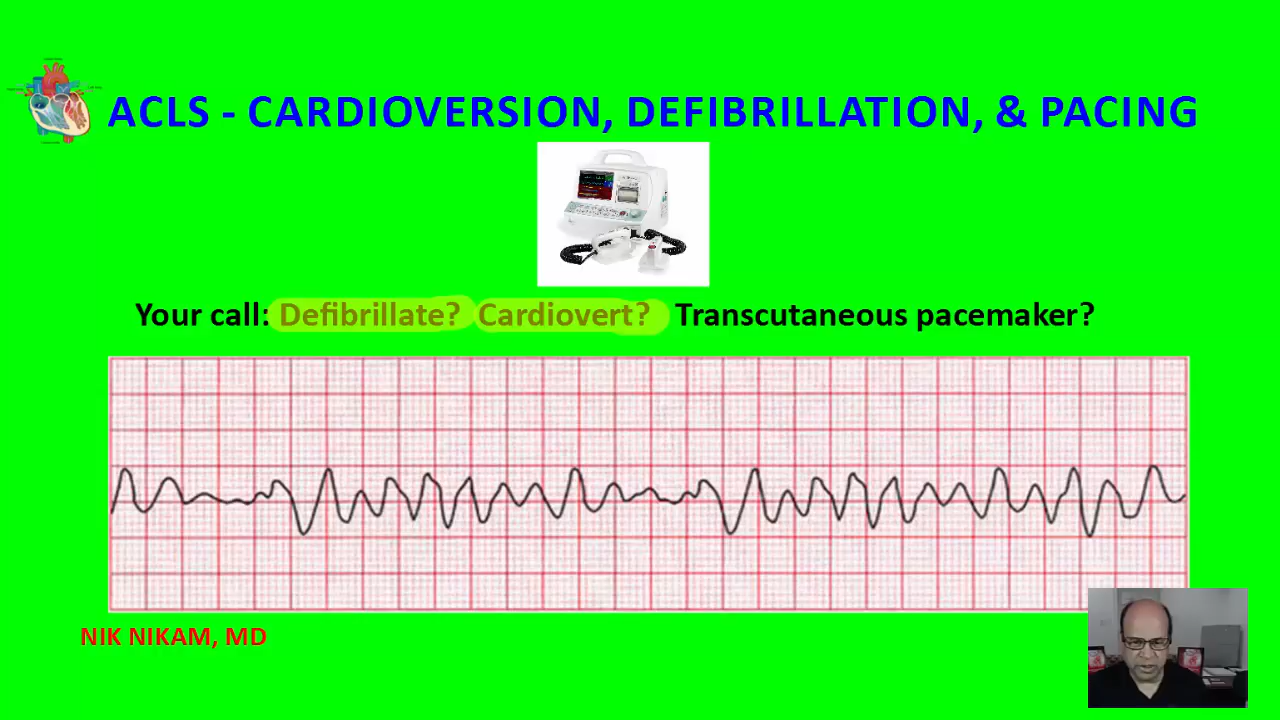 ACLS - CARDIOVERSION, DEFIBRILLATION, & PACING
Your call: Defibrillate? Cardiovert? Transcutaneous pacemaker?
NIK NIKAM, MD